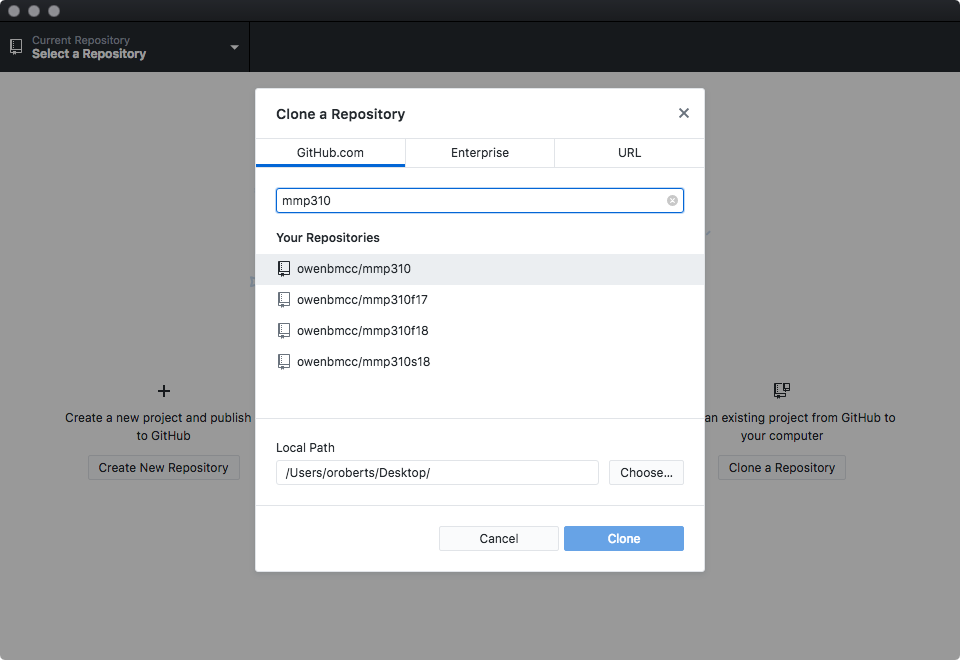 Current Repository
Select a Repository
Clone a Repository
GitHub.com
Enterprise
URL
mmp310
Your Repositories
owenbmcc/mmp310
owenbmcc/mmp310f17
owenbmcc/mmp310f18
owenbmcc/mmp310s18
Create a new project and publish
to GitHub
Create New Repository
an existing project from GitHub to
your computer
Clone a Repository
Local Path
/Users/oroberts/Desktop/
Choose...
Cancel
Clone